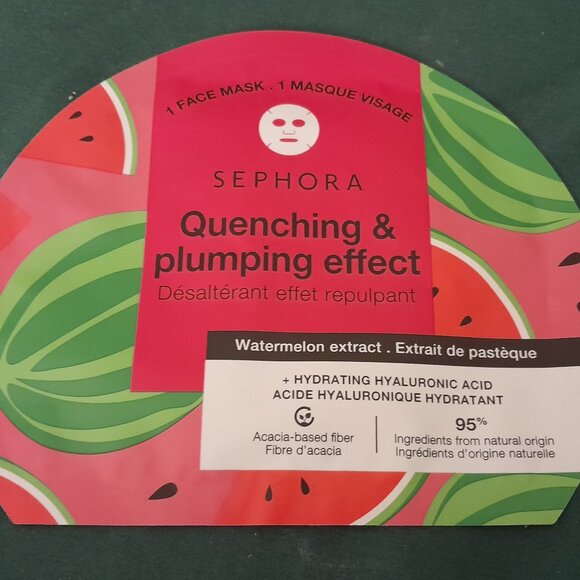 1 FACE MASK . 1 MASQUE VISAGE
SEPHORA
Quenching &
plumping effect
Désaltérant effet repulpant
Watermelon extract . Extrait de pastèque
+ HYDRATING HYALURONIC ACID
ACIDE HYALURONIQUE HYDRATANT
Acacia-based fiber
Fibre d'acacia
95%
Ingredients from natural origin
Ingrédients d'origine naturelle